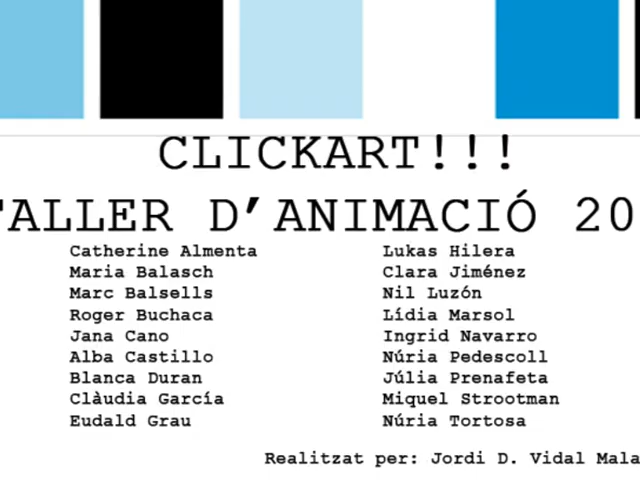 CLICKART!!!
TALLER D'ANIMACIÓ 20
Catherine Almenta
Maria Balasch
Marc Balsells
Roger Buchaca
Jana Cano
Alba Castillo
Blanca Duran
Clàudia García
Eudald Grau
Lukas Hilera
Clara Jiménez
Nil Luzón
Lídia Marsol
Ingrid Navarro
Núria Pedescoll
Júlia Prenafeta
Miquel Strootman
Núria Tortosa
Realitzat per: Jordi D. Vidal Mala